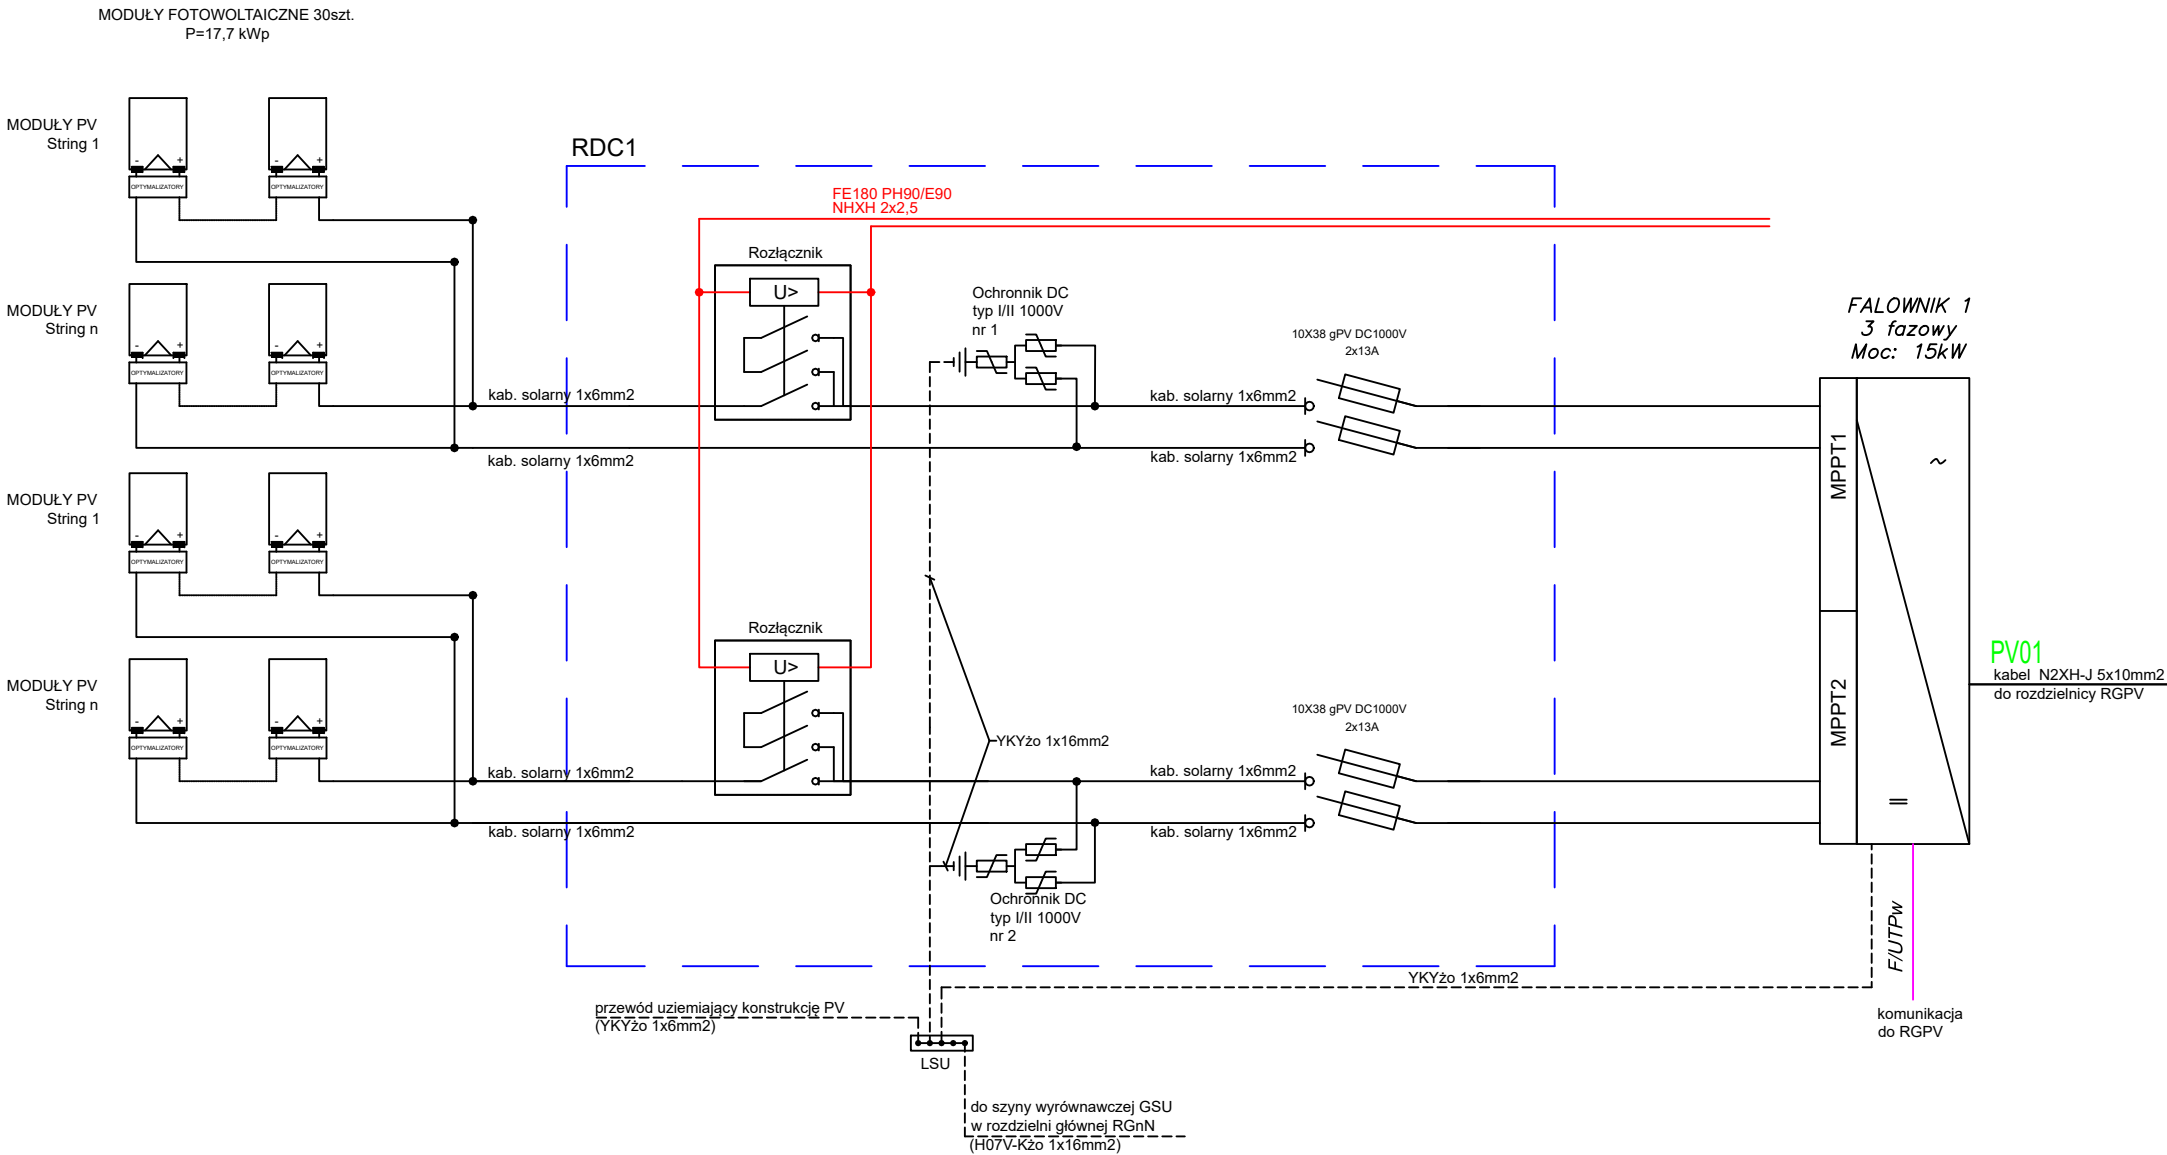 MODUŁY FOTOWOLTAICZNE 30szt.
P=17,7 kWp
MODUŁY PV
String 1
- + - +
OPTYMALIZATORY OPTYMALIZATORY
RDC1
FE180 PH90/E90
NHXH 2x2,5
Rozłącznik
U>
MODUŁY PV
String n
- + - +
OPTYMALIZATORY OPTYMALIZATORY
Ochronnik DC
typ I/II 1000V
nr 1
10X38 gPV DC1000V
2x13A
FALOWNIK 1
3 fazowy
Moc: 15kW
kab. solarny 1x6mm2
kab. solarny 1x6mm2
kab. solarny 1x6mm2
kab. solarny 1x6mm2
MPPT1
~
MODUŁY PV
String 1
- + - +
OPTYMALIZATORY OPTYMALIZATORY
Rozłącznik
U>
MODUŁY PV
String n
- + - +
OPTYMALIZATORY OPTYMALIZATORY
YKYżo 1x16mm2
10X38 gPV DC1000V
2x13A
MPPT2
=
PV01
kabel N2XH-J 5x10mm2
do rozdzielnicy RGPV
kab. solarny 1x6mm2
kab. solarny 1x6mm2
kab. solarny 1x6mm2
kab. solarny 1x6mm2
Ochronnik DC
typ I/II 1000V
nr 2
F/UTPw
YKYżo 1x6mm2
przewód uziemiający konstrukcję PV
(YKYżo 1x6mm2)
komunikacja
do RGPV
LSU
do szyny wyrównawczej GSU
w rozdzielni głównej RGnN
(H07V-Kżo 1x16mm2)